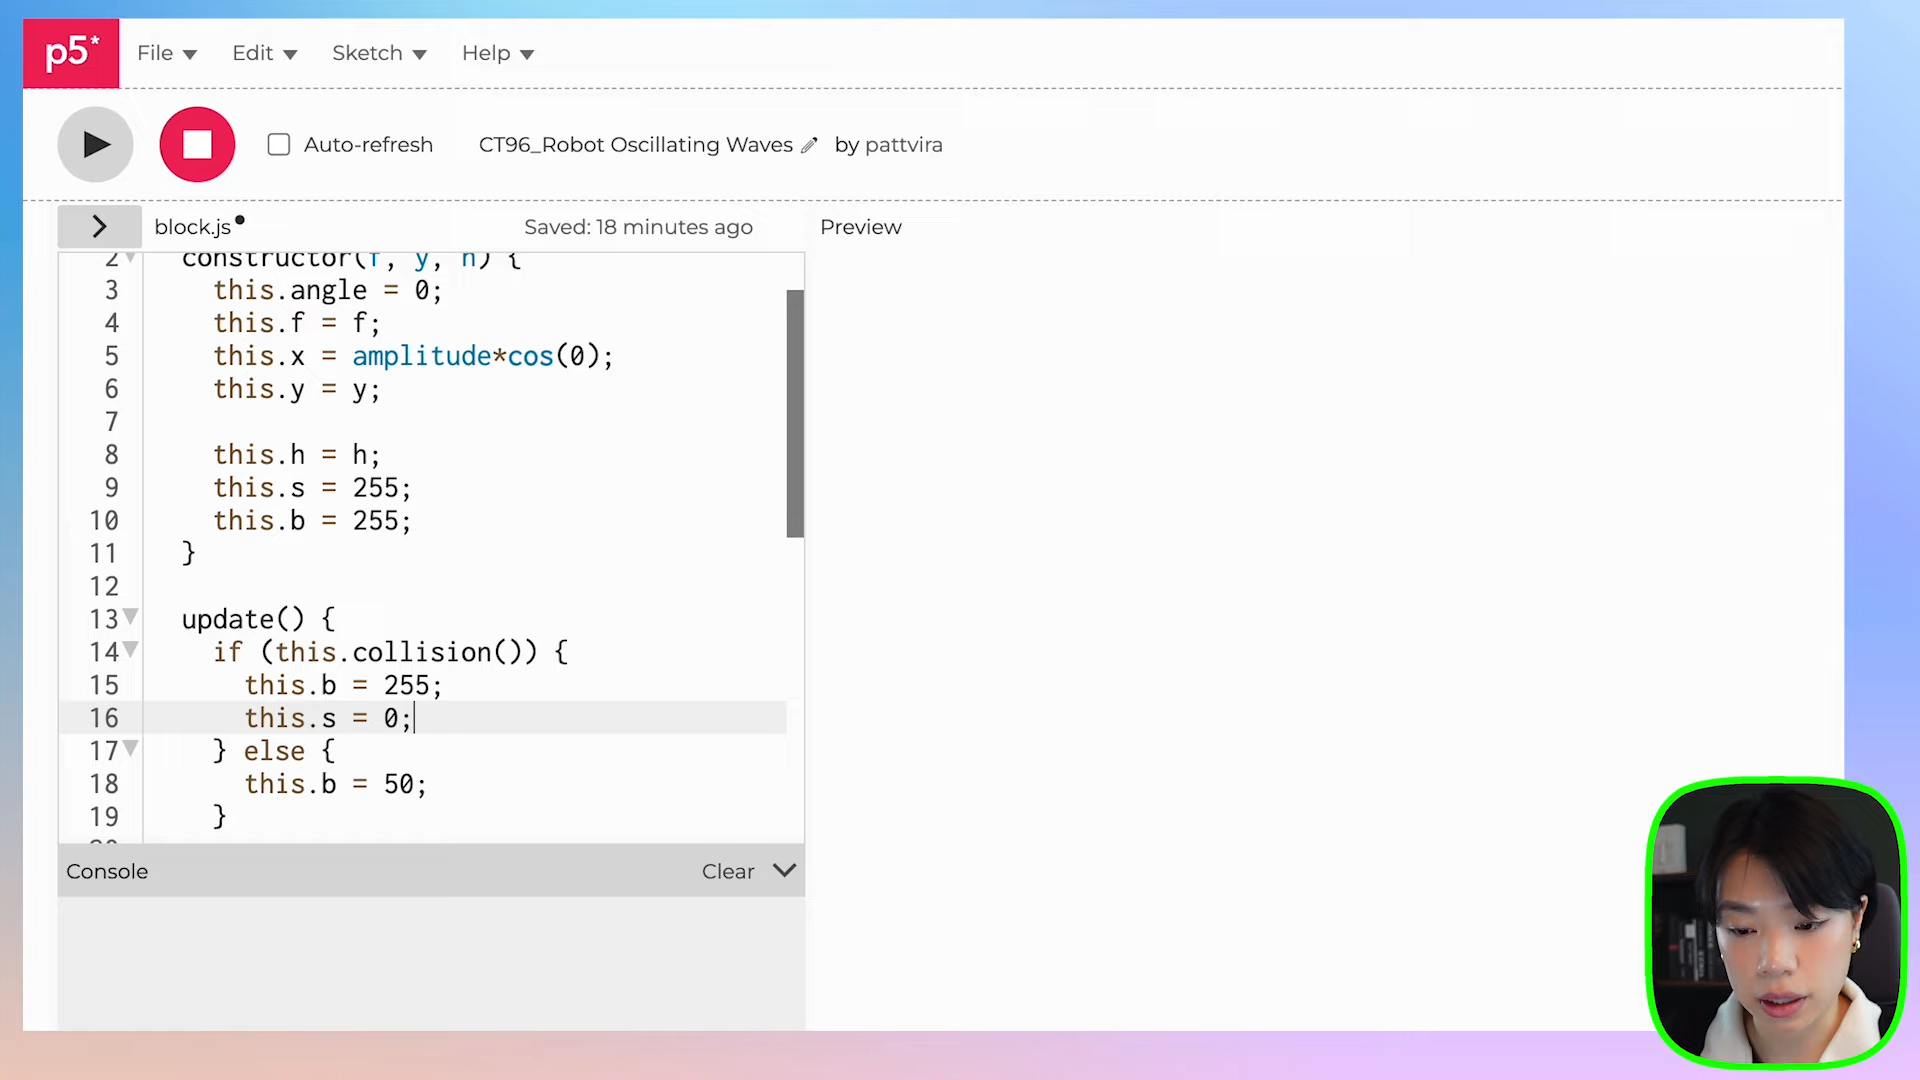 p5*
File Edit Sketch Help
Auto-refresh CT96_Robot Oscillating Waves by pattvira
block.js Saved: 18 minutes ago Preview
2 constructor(f, y, h) {
3 this.angle = 0;
4 this.f = f;
5 this.x = amplitude*cos(0);
6 this.y = y;
7
8 this.h = h;
9 this.s = 255;
10 this.b = 255;
11 }
12
13 update() {
14 if (this.collision()) {
15 this.b = 255;
16 this.s = 0;
17 } else {
18 this.b = 50;
19 }
Console Clear